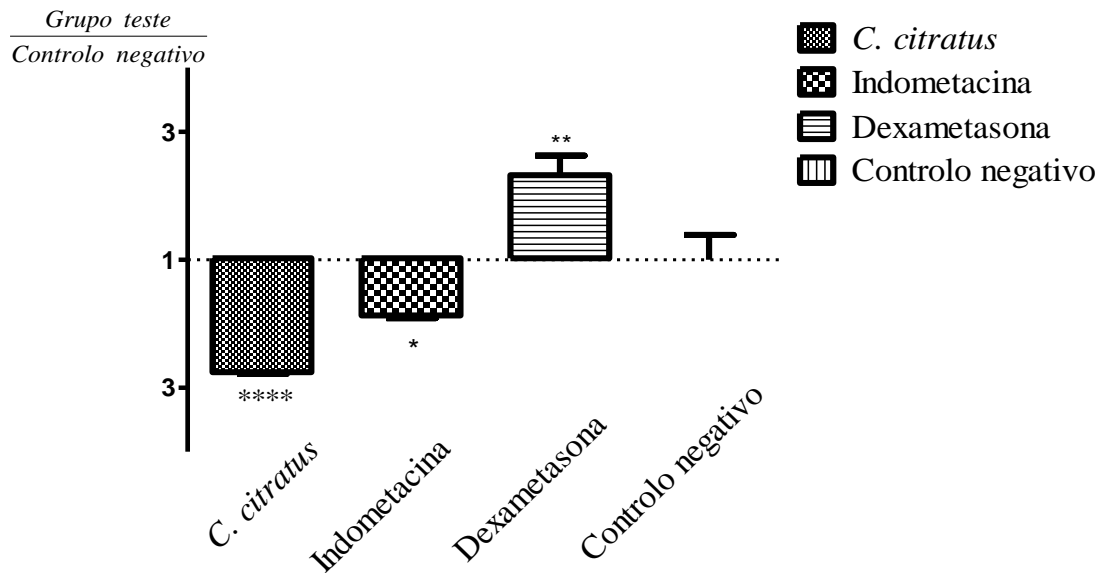 Grupo teste
Controlo negativo
C. citratus
Indometacina
Dexametasona
Controlo negativo
3
**
1
*
3
****
C. citratus
Indometacina
Dexametasona
Controlo negativo